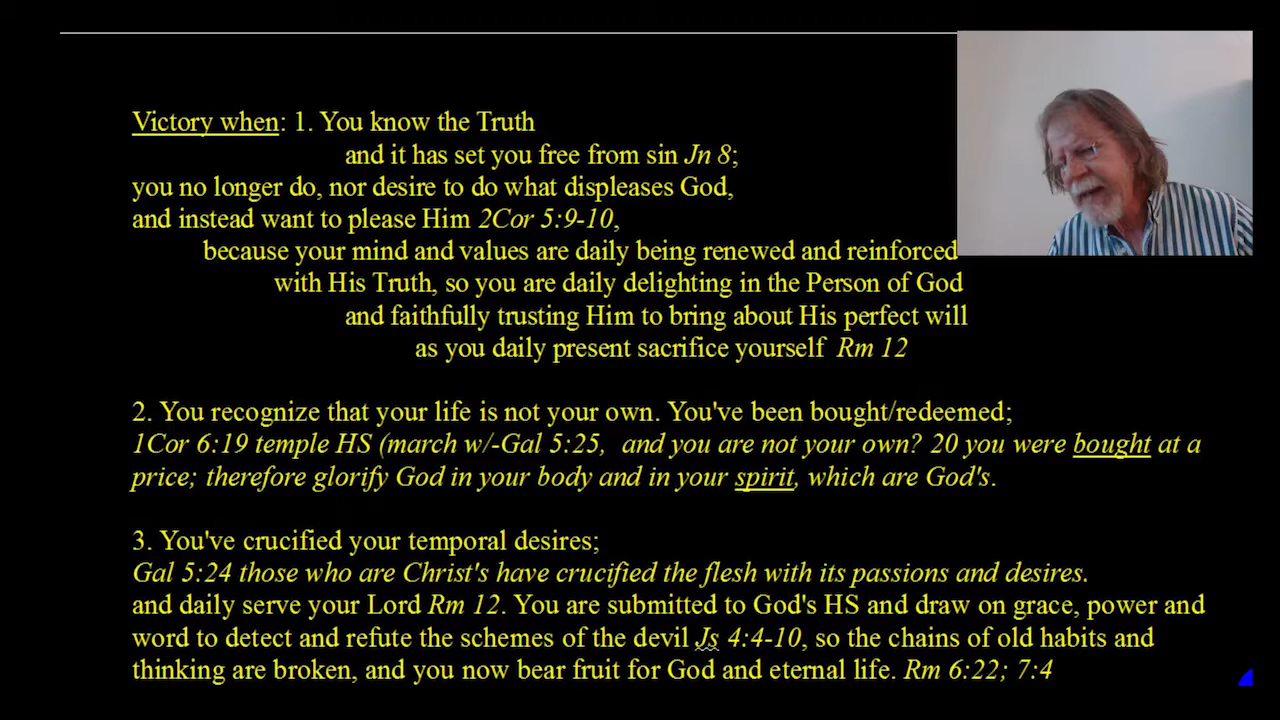 Victory when: 1. You know the Truth
and it has set you free from sin Jn 8;
you no longer do, nor desire to do what displeases God,
and instead want to please Him 2Cor 5:9-10,
because your mind and values are daily being renewed and reinforced
with His Truth, so you are daily delighting in the Person of God
and faithfully trusting Him to bring about His perfect will
as you daily present sacrifice yourself Rm 12
2. You recognize that your life is not your own. You've been bought/redeemed;
1Cor 6:19 temple HS (march w/-Gal 5:25, and you are not your own? 20 you were bought at a
price; therefore glorify God in your body and in your spirit, which are God's.
3. You've crucified your temporal desires;
Gal 5:24 those who are Christ's have crucified the flesh with its passions and desires.
and daily serve your Lord Rm 12. You are submitted to God's HS and draw on grace, power and
word to detect and refute the schemes of the devil Js 4:4-10, so the chains of old habits and
thinking are broken, and you now bear fruit for God and eternal life. Rm 6:22; 7:4